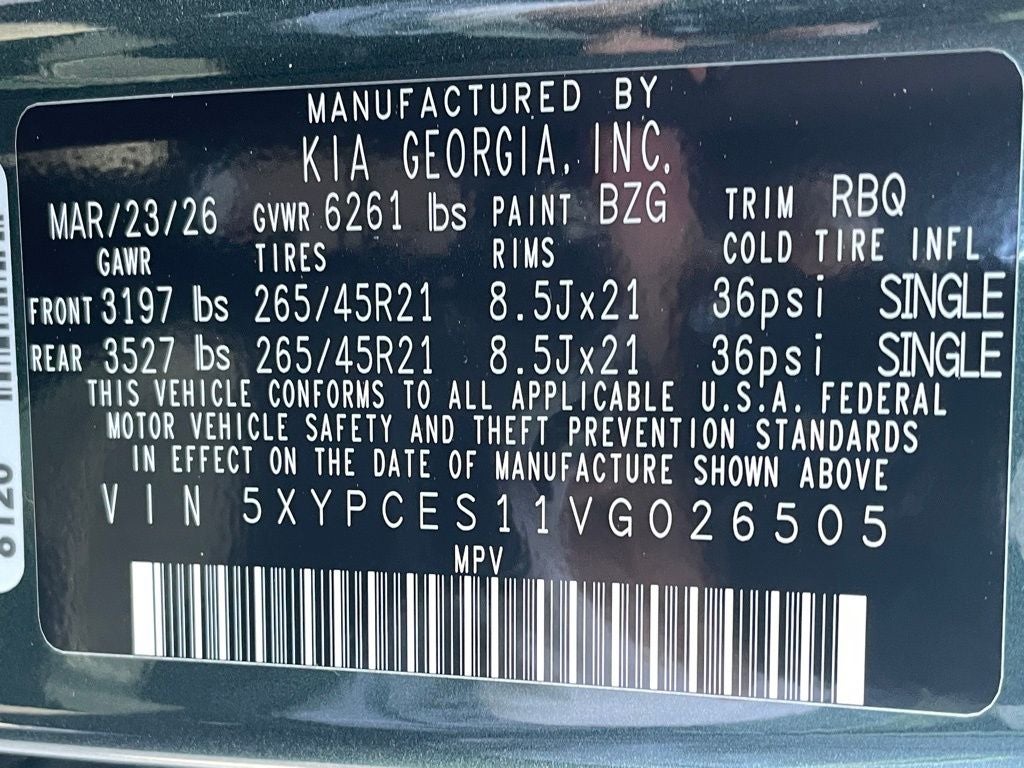 MANUFACTURED BY
KIA GEORGIA, INC.
MAR/23/26 GVWR 6261 lbs PAINT BZG TRIM RBQ
GAWR TIRES RIMS COLD TIRE INFL
FRONT 3197 lbs 265/45R21 8.5Jx21 36psi SINGLE
REAR 3527 lbs 265/45R21 8.5Jx21 36psi SINGLE
THIS VEHICLE CONFORMS TO ALL APPLICABLE U.S.A. FEDERAL
MOTOR VEHICLE SAFETY AND THEFT PREVENTION STANDARDS
IN EFFECT ON THE DATE OF MANUFACTURE SHOWN ABOVE
VIN 5XYPCES11VG026505
MPV